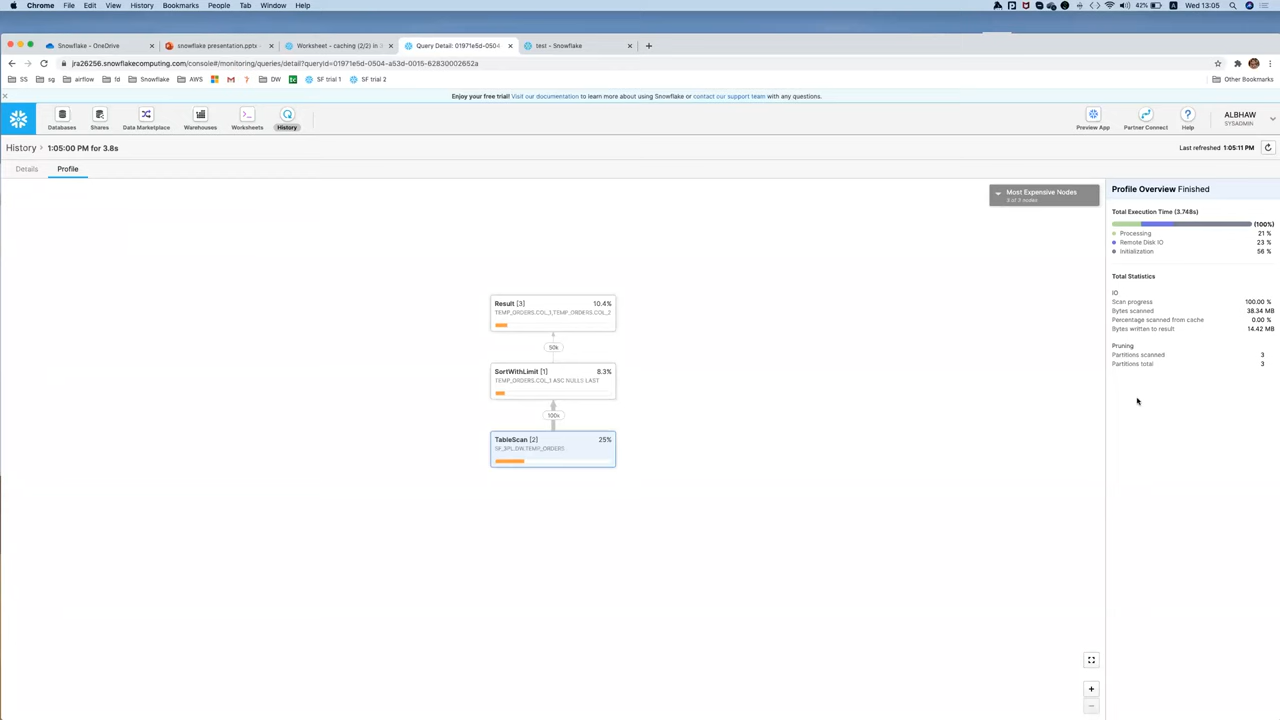 Chrome File Edit View History Bookmarks People Tab Window Help 42% Wed 13.05
Snowflake - OneDrive snowflake presentation.pptx Worksheet - caching (2/2) in S Query Detail: 01971e5d-0504- test - Snowflake
jra26256.snowflakecomputing.com/console#/monitoring/queries/detail?queryId=01971e5d-0504-a53d-0015-62830002652a
SS sg airflow fd Snowflake AWS DW SF trial 1 SF trial 2 Other Bookmarks
Enjoy your free trial! Visit our documentation to learn more about using Snowflake or contact our support team with any questions.
Databases Shares Data Marketplace Warehouses Worksheets History Preview App Partner Connect Help
ALBHAW
SYSADMIN
History 1:05:00 PM for 3.8s Last refreshed 1:05:11 PM
Details Profile
Most Expensive Nodes
3 of 3 nodes
Result [3] 10.4%
TEMP_ORDERS.COL_1,TEMP_ORDERS.COL_2
50k
SortWithLimit [1] 8.3%
TEMP_ORDERS.COL_1 ASC NULLS LAST
100k
TableScan [2] 25%
Profile Overview Finished
Total Execution Time (3.748s)
(100%)
Processing 21 %
Remote Disk IO 23 %
Initialization 56 %
Total Statistics
IO
Scan progress 100.00 %
Bytes scanned 38.34 MB
Percentage scanned from cache 0.00 %
Bytes written to result 14.42 MB
Pruning
Partitions scanned 3
Partitions total 3